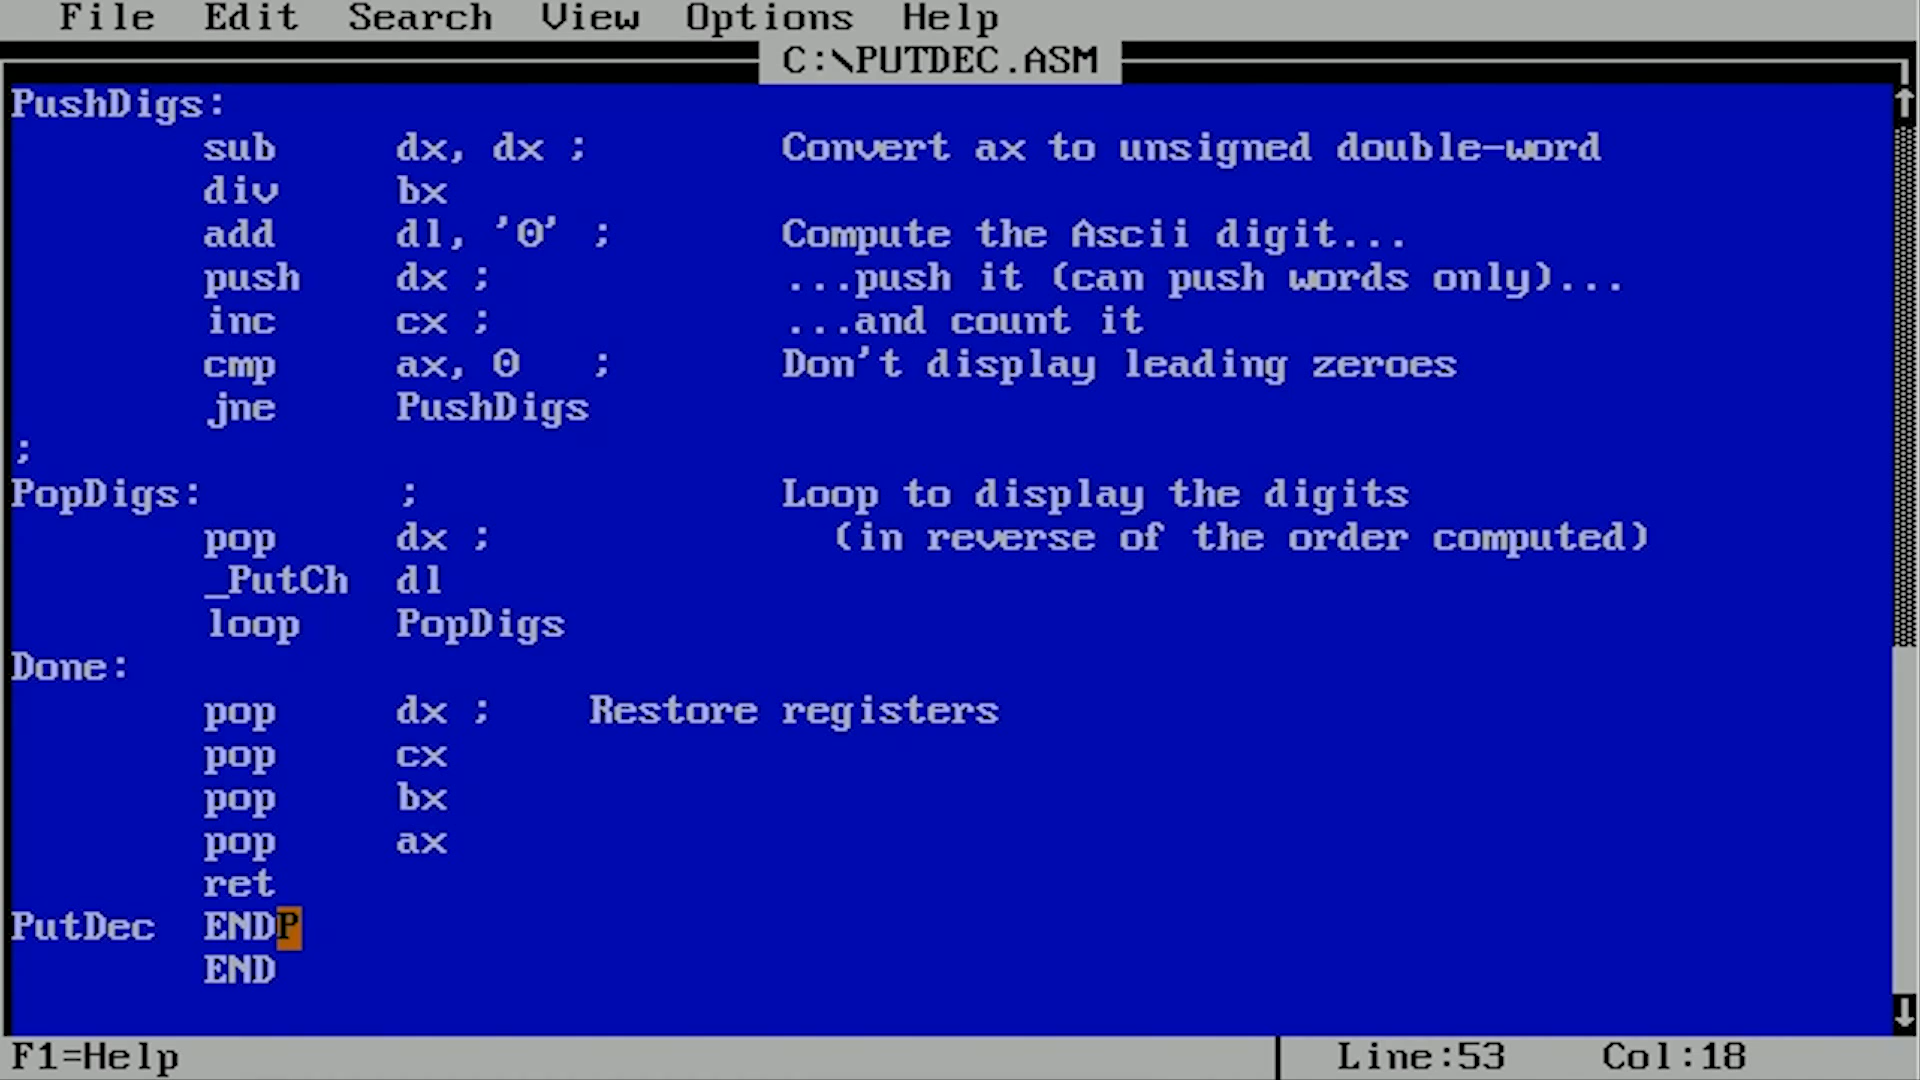 File  Edit  Search  View  Options  Help
C:\PUTDEC.ASM
PushDigs:
        sub     dx, dx ;        Convert ax to unsigned double-word
        div     bx
        add     dl, '0' ;       Compute the Ascii digit...
        push    dx ;            ...push it (can push words only)...
        inc     cx ;            ...and count it
        cmp     ax, 0   ;       Don't display leading zeroes
        jne     PushDigs
;
PopDigs:        ;               Loop to display the digits
        pop     dx ;              (in reverse of the order computed)
        _PutCh  dl
        loop    PopDigs
Done:
        pop     dx ;    Restore registers
        pop     cx
        pop     bx
        pop     ax
        ret
PutDec  ENDP
        END
F1=Help    Line:53    Col:18